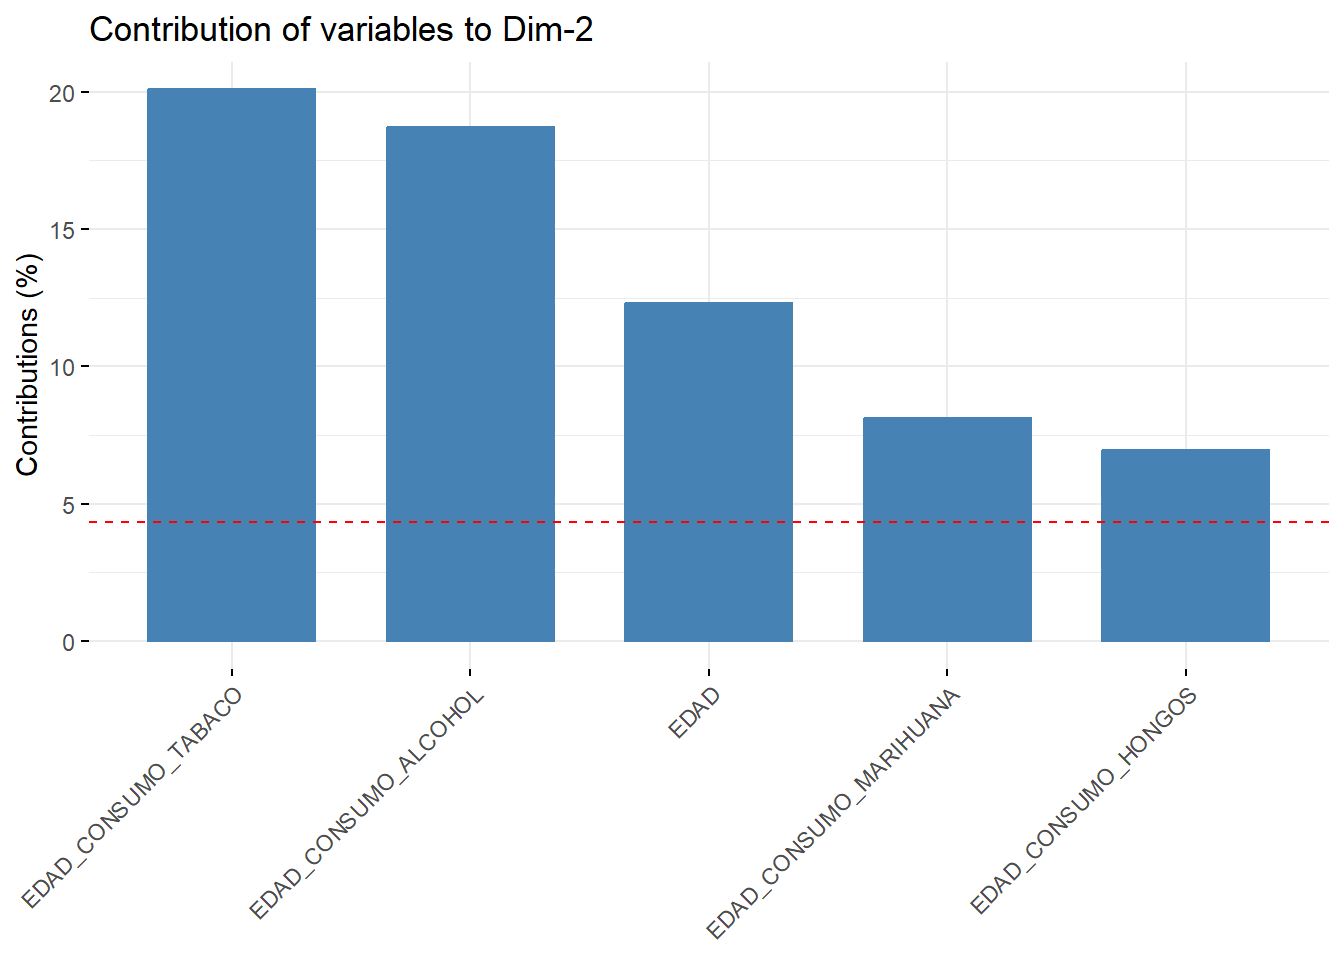 Contribution of variables to Dim-2
Contributions (%)
20
15
10
5
0
EDAD_CONSUMO_TABACO
EDAD_CONSUMO_ALCOHOL
EDAD
EDAD_CONSUMO_MARIHUANA
EDAD_CONSUMO_HONGOS